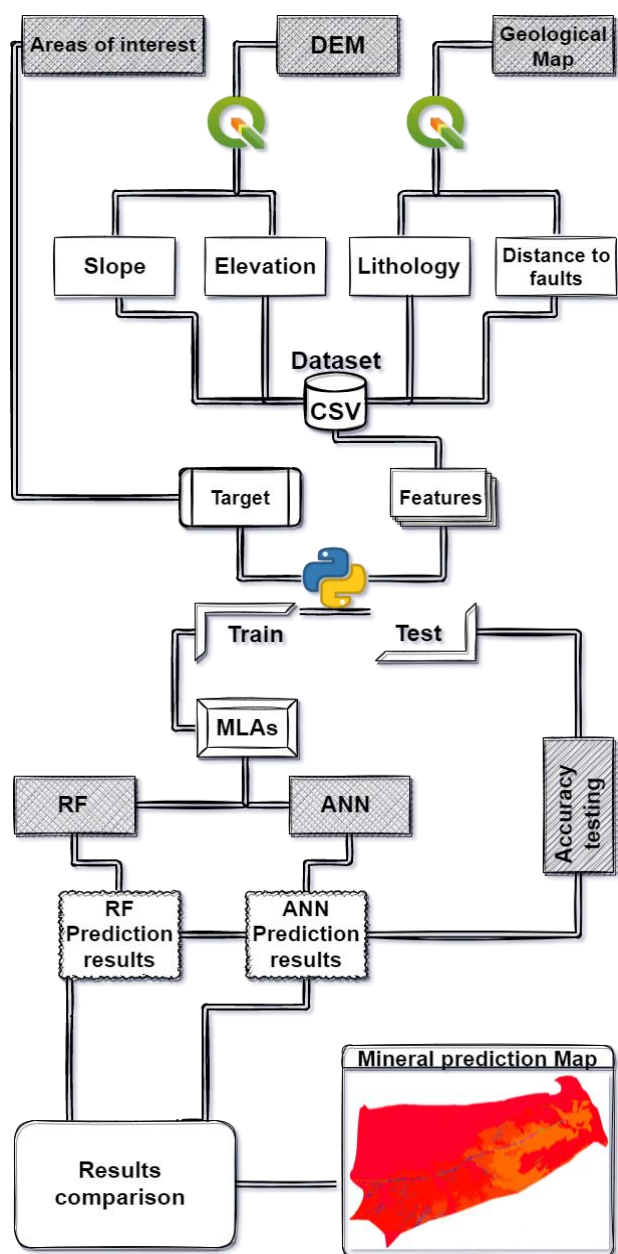 Areas of interest
DEM
Geological
Map
Slope
Elevation
Lithology
Distance to
faults
Dataset
CSV
Target
Features
Train
Test
MLAs
RF
ANN
Accuracy
testing
RF
Prediction
results
ANN
Prediction
results
Mineral prediction Map
Results
comparison